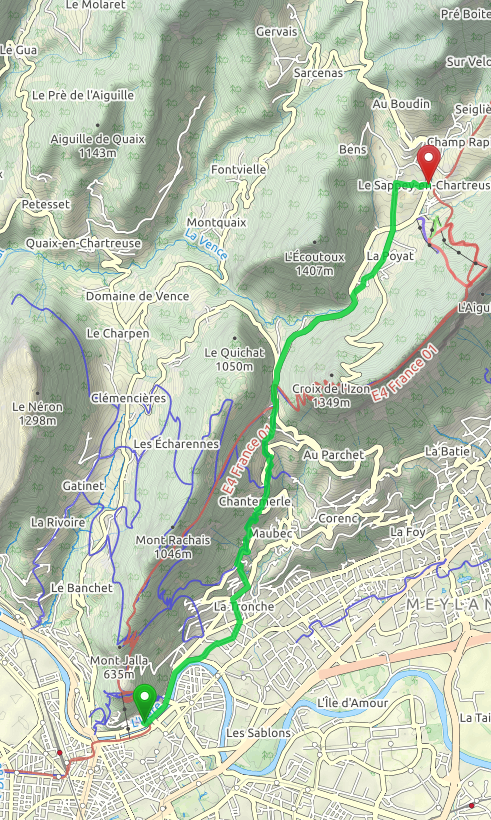 Le Molaret
Pré Boite
Gervais
Le Gua
Sarcenas
Sur Velo
Le Prè de l'Aiguille
Au Boudin
Seigliè
Aiguille de Quaix
1143m
Champ Rap
Bens
Fontvielle
Le Sappey-en-Chartreus
Petesset
Montquaix
Quaix-en-Chartreuse
La Vence
L'Écoutoux
1407m
La Poyat
Domaine de Vence
L'Aigu
Le Charpen
Le Quichat
1050m
Croix de l'Izon
1349m
E4 France 01
Clémencières
Le Néron
1298m
Les Écharennes
E4 France 01
Au Parchet
La Batie
Gatinet
Chantemerle
Corenc
La Rivoire
Maubec
La Foy
Mont Rachais
1046m
Le Banchet
La Tronche
MEYLAN
Mont Jalla
635m
L'Île d'Amour
Les Sablons
La Tai